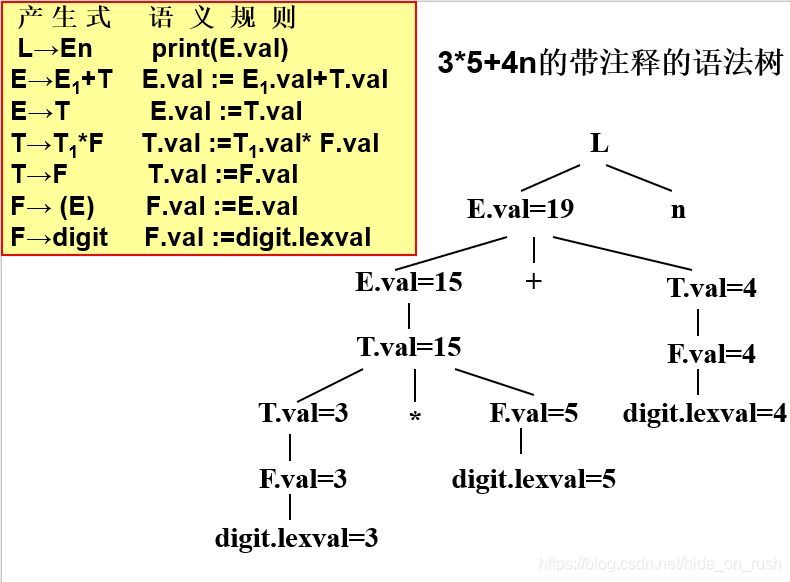 产 生 式 语 义 规 则
L→En print(E.val)
E→E₁+T E.val := E₁.val+T.val
E→T E.val :=T.val
T→T₁*F T.val :=T₁.val* F.val
T→F T.val :=F.val
F→ (E) F.val :=E.val
F→digit F.val :=digit.lexval
3*5+4n的带注释的语法树
L
E.val=19 n
E.val=15 + T.val=4
T.val=15 F.val=4
T.val=3 * F.val=5 digit.lexval=4
F.val=3 digit.lexval=5
digit.lexval=3
https://blog.csdn.net/hide_on_rush